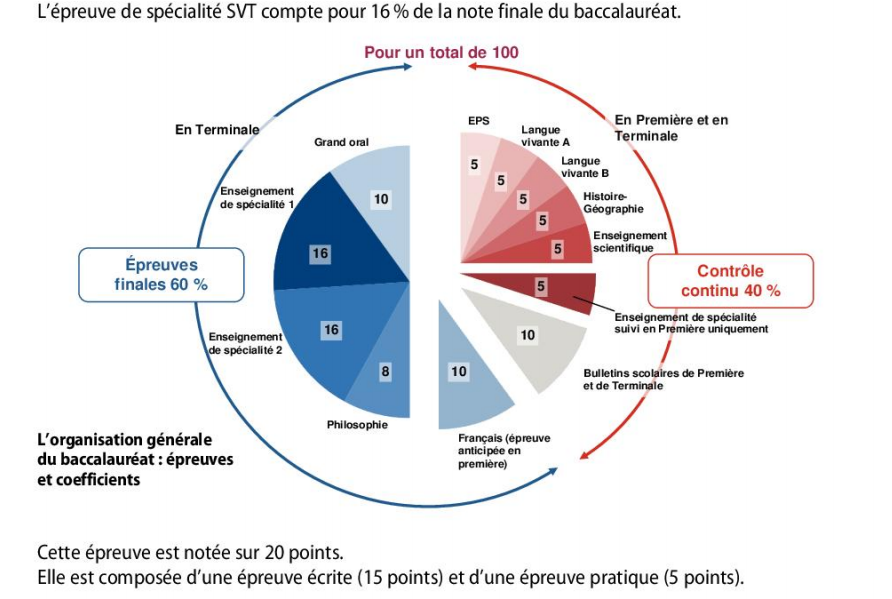 L'épreuve de spécialité SVT compte pour 16 % de la note finale du baccalauréat.
Pour un total de 100
En Terminale
En Première et en
Terminale
Grand oral
10
Enseignement
de spécialité 1
16
Épreuves
finales 60 %
Enseignement
de spécialité 2
16
8
Philosophie
EPS
5
Langue
vivante A
5
Langue
vivante B
5
Histoire-
Géographie
5
Enseignement
scientifique
5
Contrôle
continu 40 %
5
Enseignement de spécialité
suivi en Première uniquement
10
Bulletins scolaires de Première
et de Terminale
10
Français (épreuve
anticipée en
première)
L'organisation générale
du baccalauréat : épreuves
et coefficients
Cette épreuve est notée sur 20 points.
Elle est composée d'une épreuve écrite (15 points) et d'une épreuve pratique (5 points).